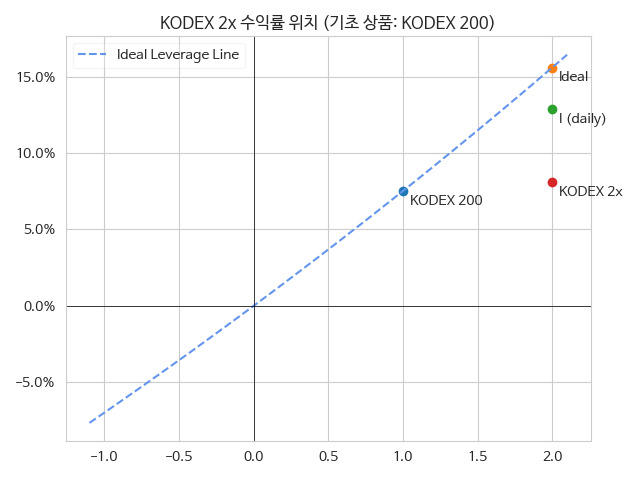 KODEX 2x 수익률 위치 (기초 상품: KODEX 200)
Ideal Leverage Line
15.0%
10.0%
5.0%
0.0%
−5.0%
Ideal
I (daily)
KODEX 2x
KODEX 200
−1.0
−0.5
0.0
0.5
1.0
1.5
2.0